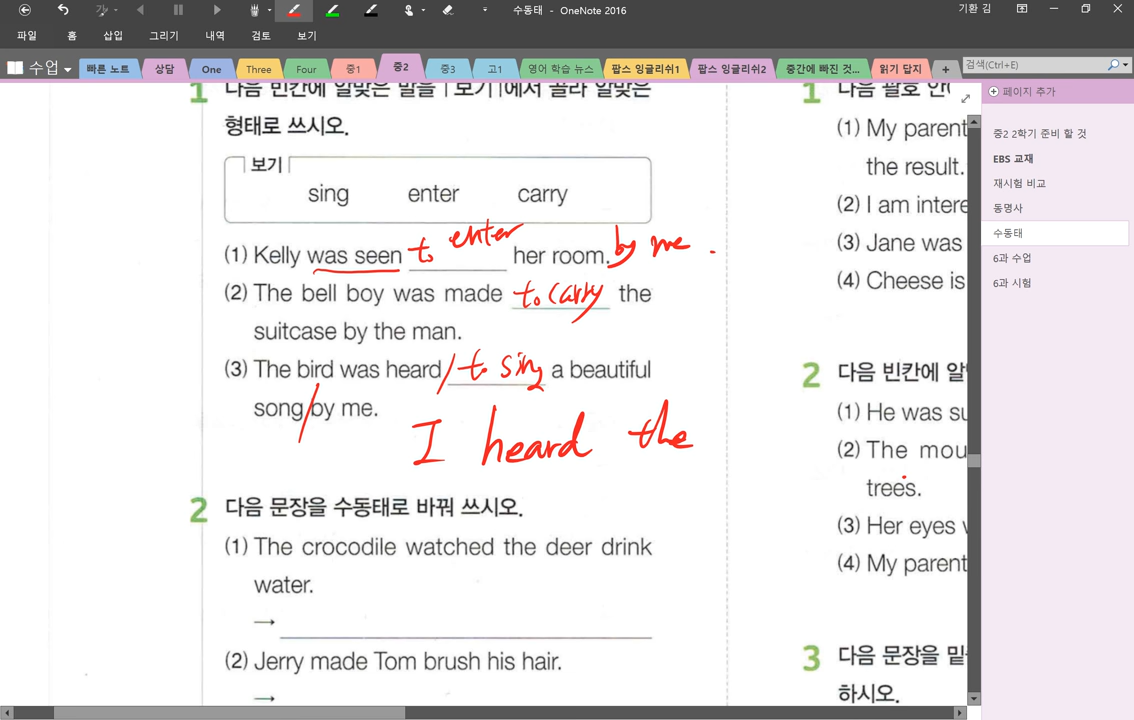 수동태 - OneNote 2016
기환 김
파일 홈 삽입 그리기 내역 검토 보기
수업 빠른 노트 상담 One Three Four 중1 중2 중3 고1 영어 학습 뉴스 팝스 잉글리쉬1 팝스 잉글리쉬2 중간에 빠진 것... 읽기 답지 + 검색(Ctrl+E)
페이지 추가
중2 2학기 준비 할 것
EBS 교재
재시험 비교
동명사
수동태
6과 수업
6과 시험
1 다음 빈칸에 알맞은 말을 보기에서 골라 알맞은
형태로 쓰시오.
보기
sing enter carry
(1) Kelly was seen to enter her room. by me.
(2) The bell boy was made to carry the
suitcase by the man.
(3) The bird was heard / to sing a beautiful
song / by me.
I heard the
2 다음 문장을 수동태로 바꿔 쓰시오.
(1) The crocodile watched the deer drink
water.
→
(2) Jerry made Tom brush his hair.
→
1 다음 괄호 안
(1) My parent
the result.
(2) I am intere
(3) Jane was
(4) Cheese is
2 다음 빈칸에 알
(1) He was su
(2) The mou
trees.
(3) Her eyes
(4) My parent
3 다음 문장을 밑
하시오.